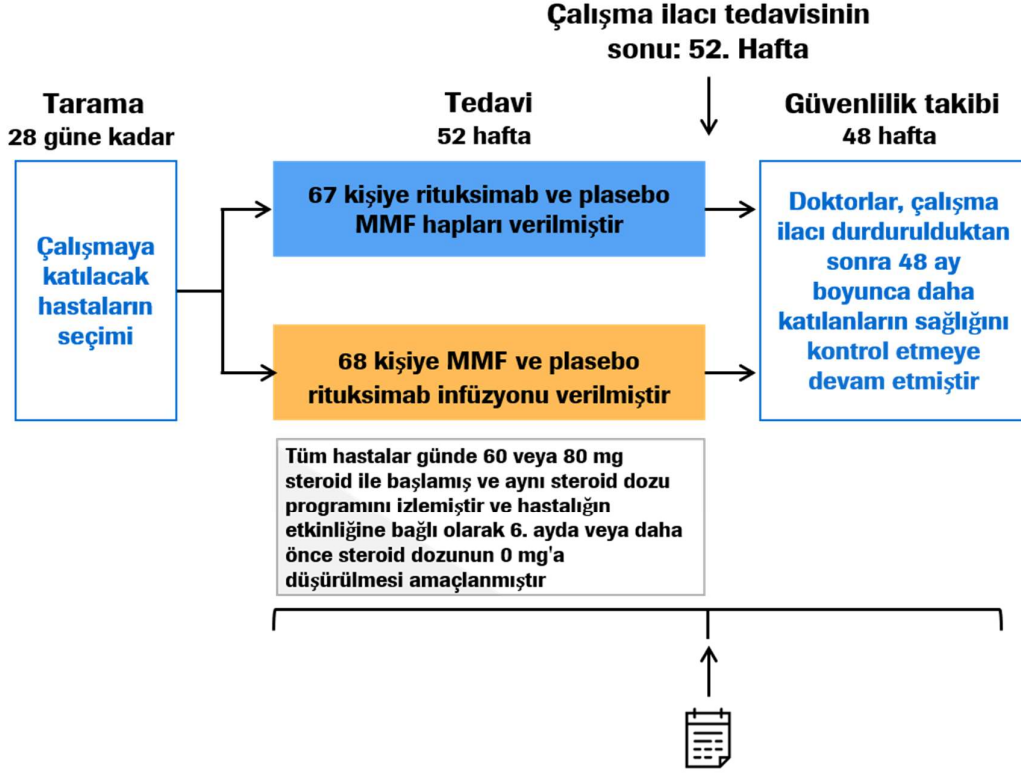 Çalışma ilacı tedavisinin
sonu: 52. Hafta
Tarama
28 güne kadar
Tedavi
52 hafta
Güvenlilik takibi
48 hafta
Çalışmaya
katılacak
hastaların
seçimi
67 kişiye rituksimab ve plasebo
MMF hapları verilmiştir
68 kişiye MMF ve plasebo
rituksimab infüzyonu verilmiştir
Doktorlar, çalışma
ilacı durdurulduktan
sonra 48 ay
boyunca daha
katılanların sağlığını
kontrol etmeye
devam etmiştir
Tüm hastalar günde 60 veya 80 mg
steroid ile başlamış ve aynı steroid dozu
programını izlemiştir ve hastalığın
etkinliğine bağlı olarak 6. ayda veya daha
önce steroid dozunun 0 mg'a
düşürülmesi amaçlanmıştır